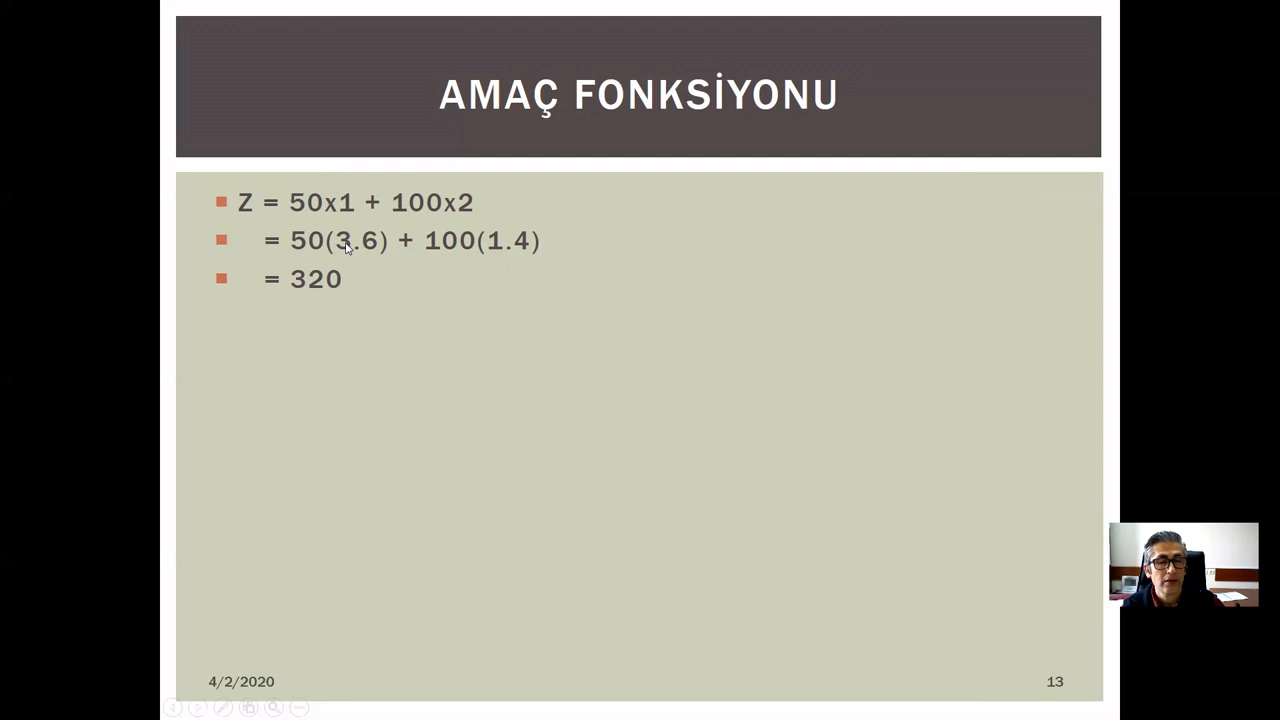 AMAÇ FONKSİYONU
Z = 50x1 + 100x2
= 50(3.6) + 100(1.4)
= 320
4/2/2020
13